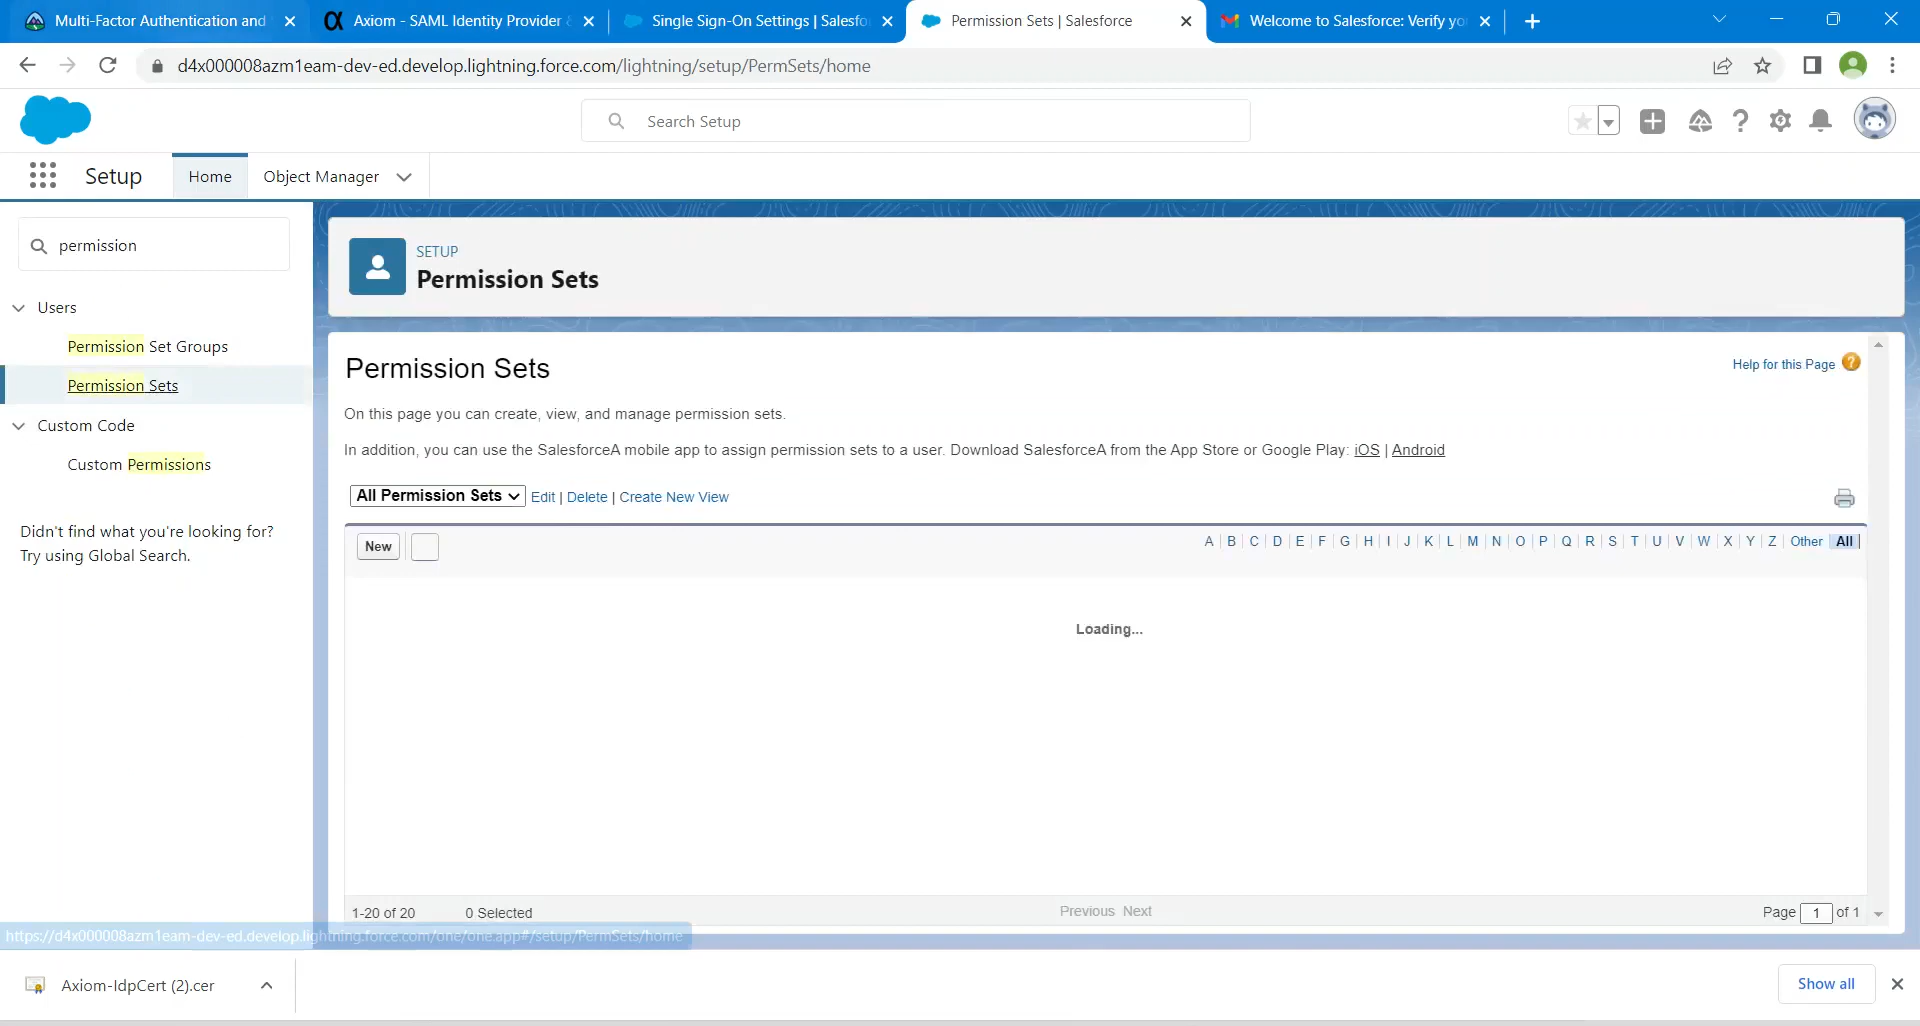 Multi-Factor Authentication and
Axiom - SAML Identity Provider &
Single Sign-On Settings | Salesfo
Permission Sets | Salesforce
Welcome to Salesforce: Verify yo
d4x000008azm1eam-dev-ed.develop.lightning.force.com/lightning/setup/PermSets/home
Search Setup
Setup
Home
Object Manager
permission
Users
Permission Set Groups
Permission Sets
Custom Code
Custom Permissions
Didn't find what you're looking for?
Try using Global Search.
SETUP
Permission Sets
Permission Sets
Help for this Page
On this page you can create, view, and manage permission sets.
In addition, you can use the SalesforceA mobile app to assign permission sets to a user. Download SalesforceA from the App Store or Google Play: iOS | Android
All Permission Sets Edit | Delete | Create New View
New
A | B | C | D | E | F | G | H | I | J | K | L | M | N | O | P | Q | R | S | T | U | V | W | X | Y | Z | Other | All
Loading...
1-20 of 20 0 Selected
Previous Next
Page 1 of 1
https://d4x000008azm1eam-dev-ed.develop.lightning.force.com/one/one.app#/setup/PermSets/home
Axiom-IdpCert (2).cer
Show all